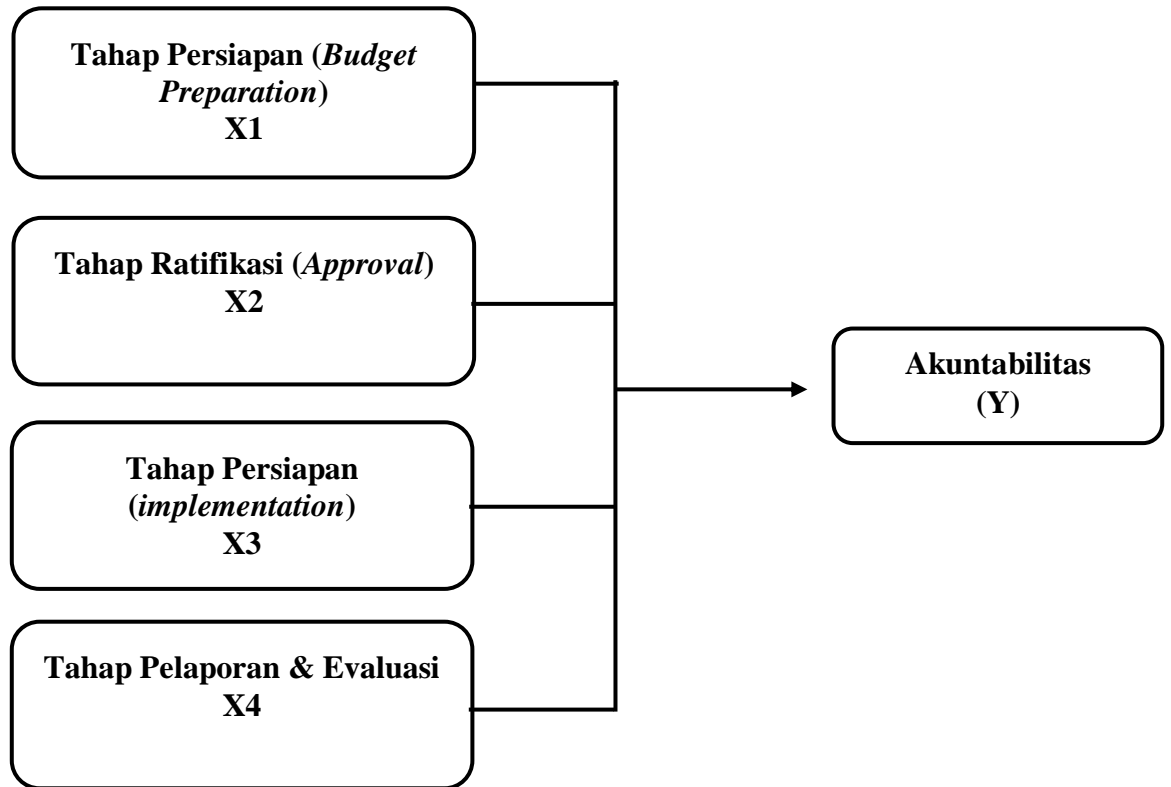 Tahap Persiapan (Budget
Preparation)
X1
Tahap Ratifikasi (Approval)
X2
Tahap Persiapan
(implementation)
X3
Tahap Pelaporan & Evaluasi
X4
Akuntabilitas
(Y)